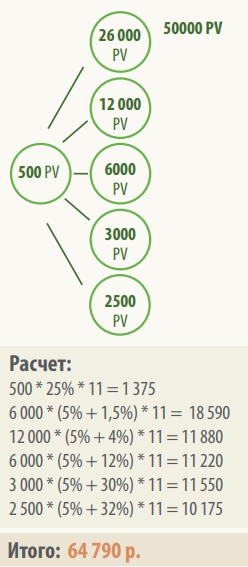 26 000
PV
50000 PV
12 000
PV
500 PV
6000
PV
3000
PV
2500
PV
Расчет:
500 * 25% * 11 = 1 375
6 000 * (5% + 1,5%) * 11 = 18 590
12 000 * (5% + 4%) * 11 = 11 880
6 000 * (5% + 12%) * 11 = 11 220
3 000 * (5% + 30%) * 11 = 11 550
2 500 * (5% + 32%) * 11 = 10 175
Итого: 64 790 р.